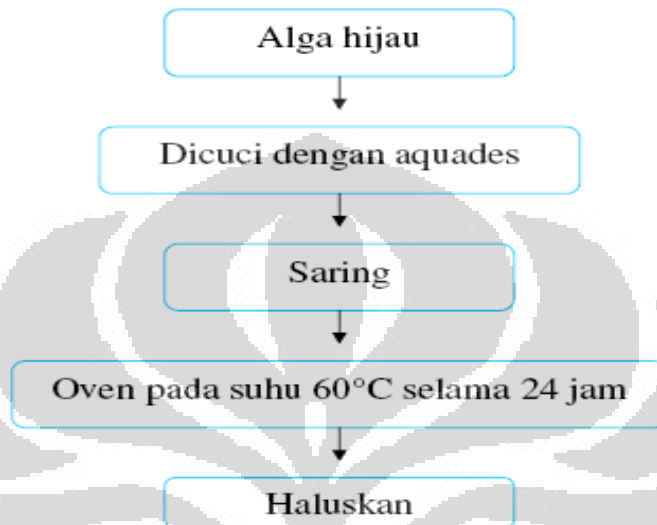 Alga hijau
Dicuci dengan aquades
Saring
Oven pada suhu 60°C selama 24 jam
Haluskan